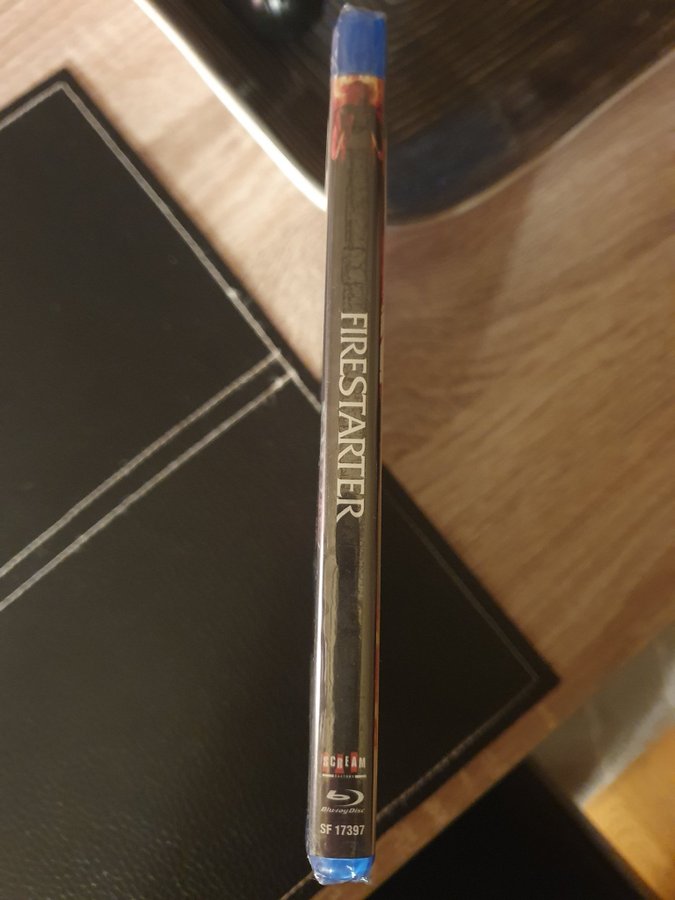 FIRESTARTER
SCREAM
FACTORY
Blu-ray Disc
SF 17397